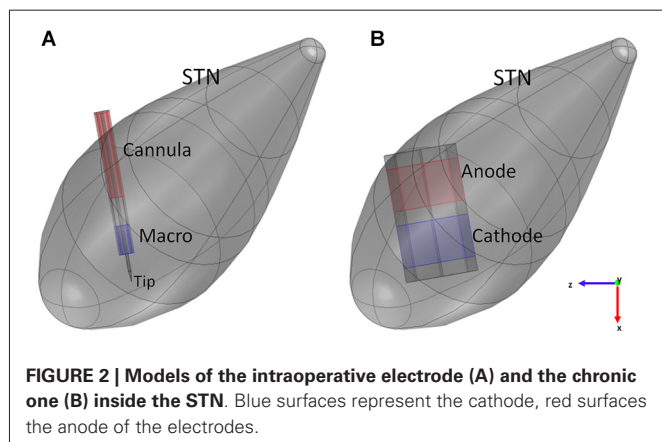 A
B
STN
STN
Cannula
Anode
Macro
Cathode
Tip
z
y
x
FIGURE 2 | Models of the intraoperative electrode (A) and the chronic
one (B) inside the STN. Blue surfaces represent the cathode, red surfaces
the anode of the electrodes.